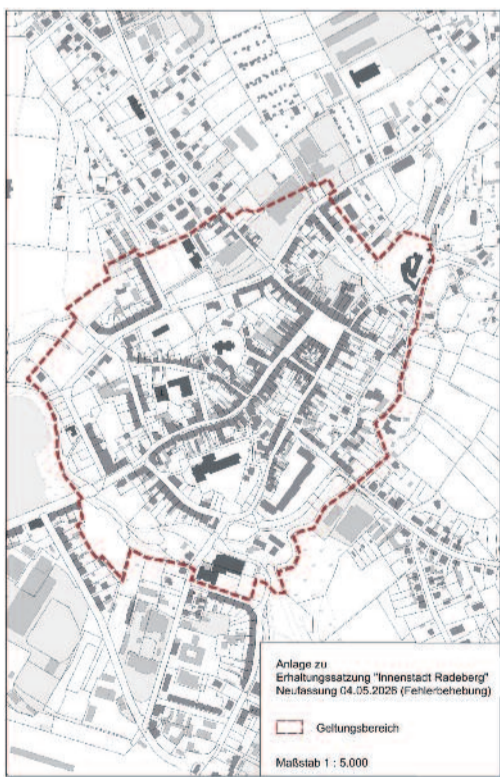 Anlage zu
Erhaltungssatzung "Innenstadt Radeberg"
Neufassung 04.05.2026 (Fehlerbehebung)
Geltungsbereich
Maßstab 1 : 5.000